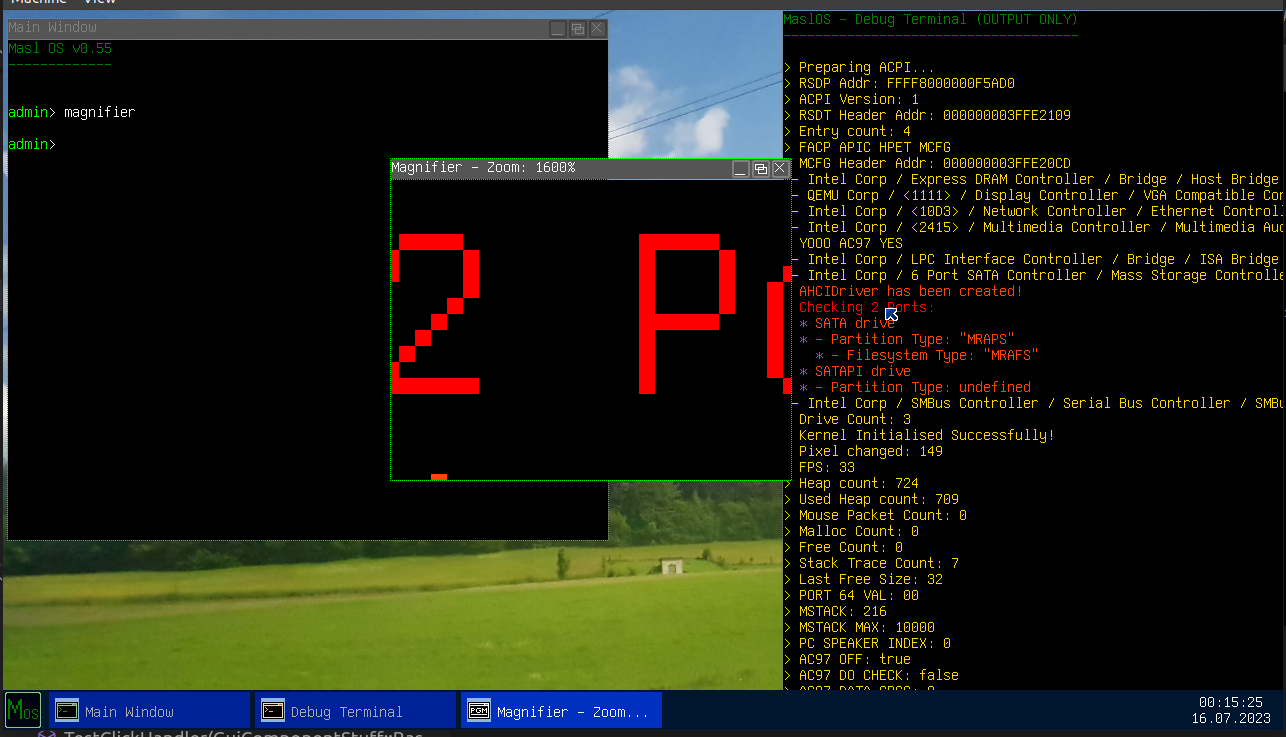 Machine View
Main Window
Masl OS v0.55
-------------
admin> magnifier
admin>
Magnifier - Zoom: 1600%
2 P
MaslOS - Debug Terminal (OUTPUT ONLY)
-------------------------------------
> Preparing ACPI...
> RSDP Addr: FFFF8000000F5AD0
> ACPI Version: 1
> RSDT Header Addr: 000000003FFE2109
> Entry count: 4
> FACP APIC HPET MCFG
MCFG Header Addr: 000000003FFE20CD
- Intel Corp / Express DRAM Controller / Bridge / Host Bridge
- QEMU Corp / <1111> / Display Controller / VGA Compatible Con
- Intel Corp / <10D3> / Network Controller / Ethernet Control
- Intel Corp / <2415> / Multimedia Controller / Multimedia Aud
YOOO AC97 YES
- Intel Corp / LPC Interface Controller / Bridge / ISA Bridge
- Intel Corp / 6 Port SATA Controller / Mass Storage Controlle
AHCIDriver has been created!
Checking 2 Ports:
* SATA drive
* - Partition Type: "MRAPS"
* - Filesystem Type: "MRAFS"
* SATAPI drive
* - Partition Type: undefined
- Intel Corp / SMBus Controller / Serial Bus Controller / SMBu
Drive Count: 3
Kernel Initialised Successfully!
Pixel changed: 149
FPS: 33
> Heap count: 724
> Used Heap count: 709
> Mouse Packet Count: 0
> Malloc Count: 0
> Free Count: 0
> Stack Trace Count: 7
> Last Free Size: 32
> PORT 64 VAL: 00
> MSTACK: 216
> MSTACK MAX: 10000
> PC SPEAKER INDEX: 0
> AC97 OFF: true
> AC97 DO CHECK: false
Mos
Main Window
Debug Terminal
PGM
Magnifier - Zoom...
00:15:25
16.07.2023